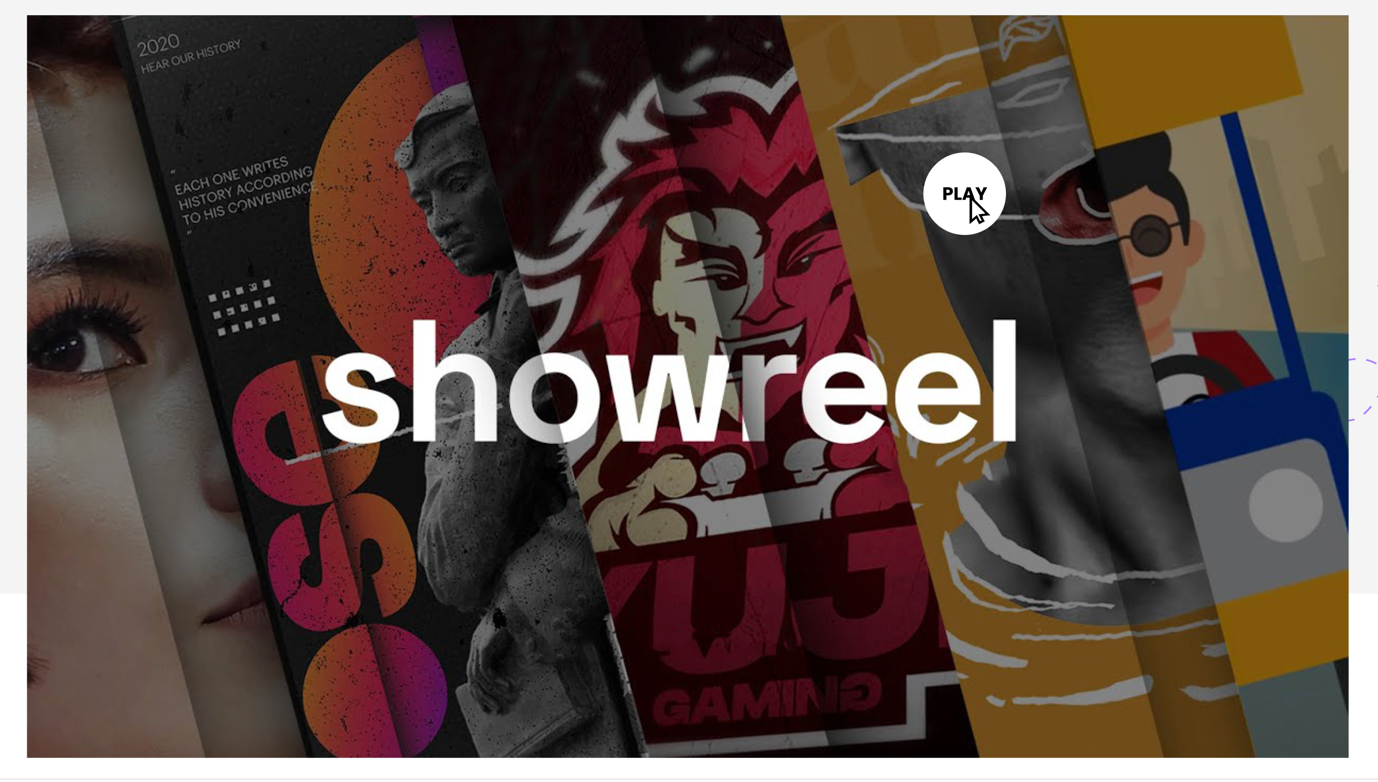 2020
HEAR OUR HISTORY
“
EACH ONE WRITES
HISTORY ACCORDING
TO HIS CONVENIENCE
”
PLAY
showreel
GAMING